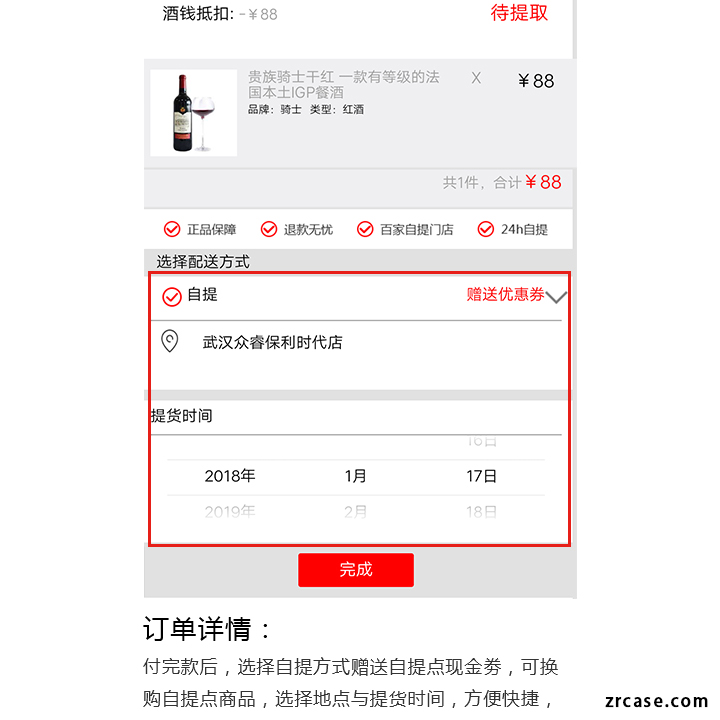 酒钱抵扣: -￥88 待提取
贵族骑士干红 一款有等级的法 X ￥88
国本土IGP餐酒
品牌：骑士 类型：红酒
共1件，合计￥88
正品保障 退款无忧 百家自提门店 24h自提
选择配送方式
自提 赠送优惠券
武汉众睿保利时代店
提货时间
16日
2018年 1月 17日
2019年 2月 18日
完成
订单详情：
付完款后，选择自提方式赠送自提点现金券，可换
购自提点商品，选择地点与提货时间，方便快捷，
zrcase.com